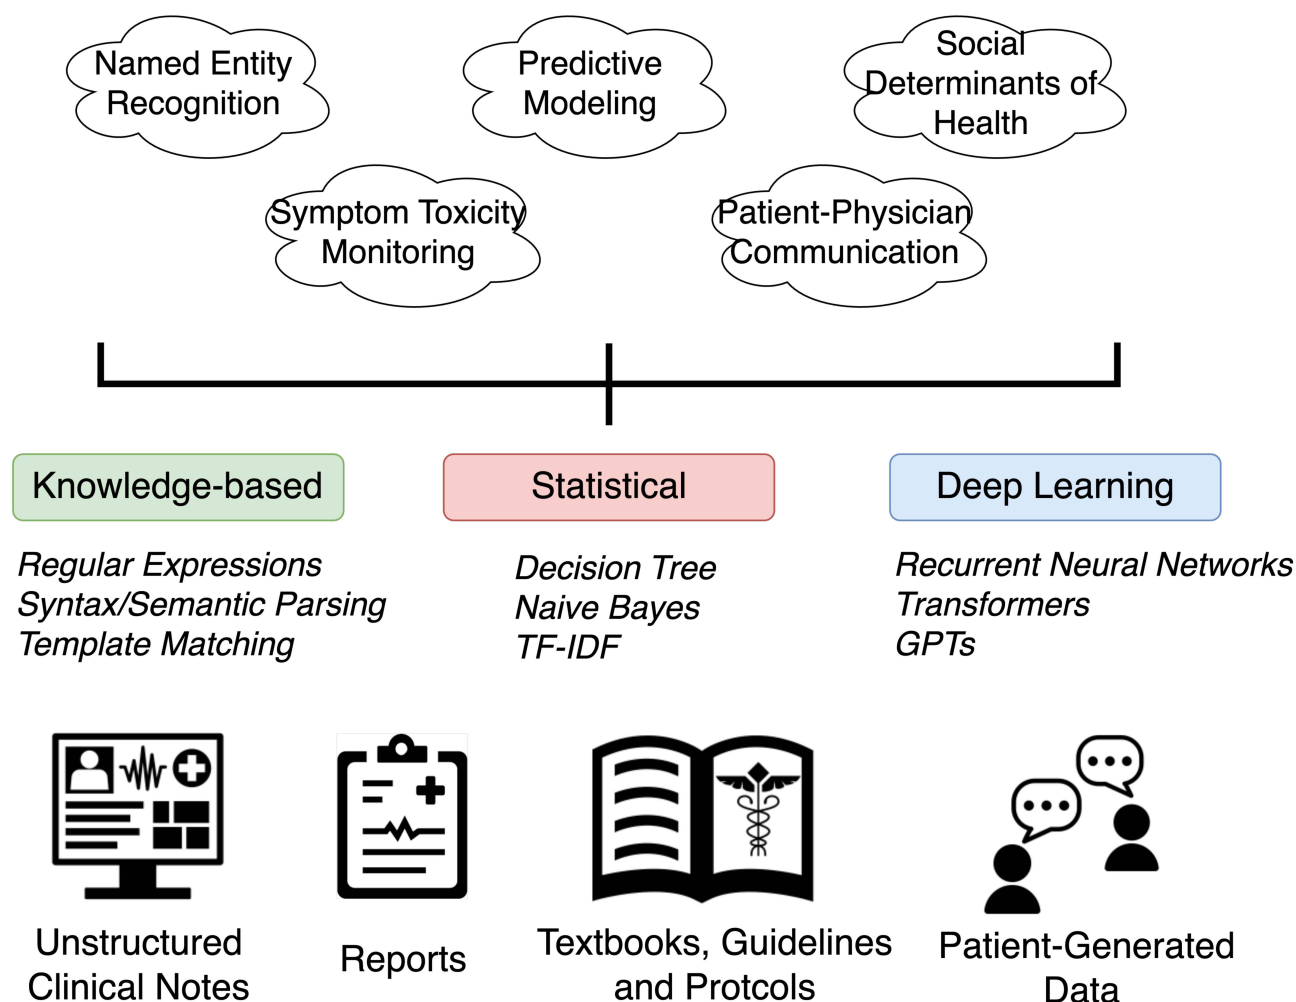 Named Entity
Recognition
Predictive
Modeling
Social
Determinants of
Health
Symptom Toxicity
Monitoring
Patient-Physician
Communication
Knowledge-based
Statistical
Deep Learning
Regular Expressions
Syntax/Semantic Parsing
Template Matching
Decision Tree
Naive Bayes
TF-IDF
Recurrent Neural Networks
Transformers
GPTs
Unstructured
Clinical Notes
Reports
Textbooks, Guidelines
and Protcols
Patient-Generated
Data